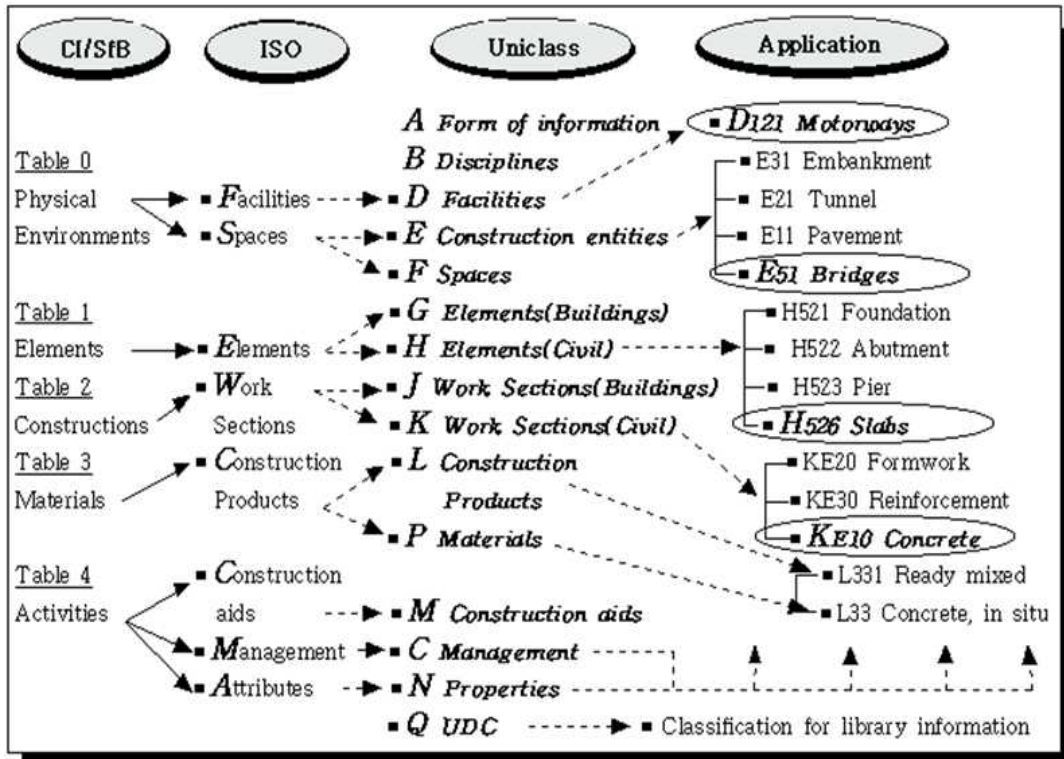 CI/SfB ISO Uniclass Application
A Form of information D121 Motorways
Table 0 B Disciplines E31 Embankment
Physical Facilities D Facilities E21 Tunnel
Environments Spaces E Construction entities E11 Pavement
F Spaces E51 Bridges
Table 1 G Elements(Buildings) H521 Foundation
Elements Elements H Elements(Civil) H522 Abutment
Table 2 Work J Work Sections(Buildings) H523 Pier
Constructions Sections K Work Sections(Civil) H526 Slabs
Table 3 Construction L Construction KE20 Formwork
Materials Products Products KE30 Reinforcement
P Materials KE10 Concrete
Table 4 Construction L331 Ready mixed
Activities aids M Construction aids L33 Concrete, in situ
Management C Management
Attributes N Properties
Q UDC Classification for library information